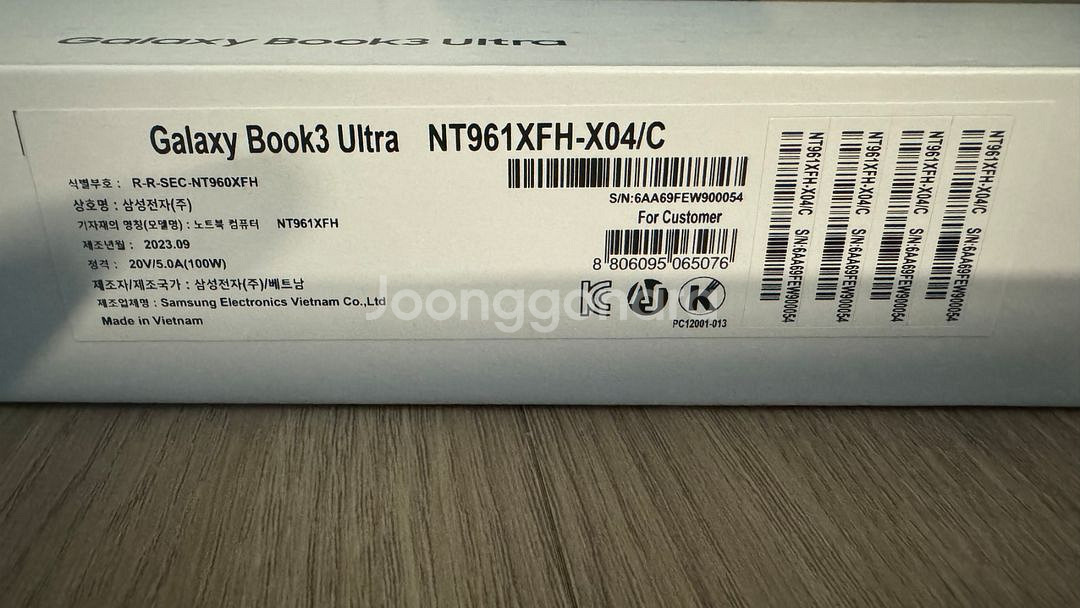 Galaxy Book3 Ultra
Galaxy Book3 Ultra NT961XFH-X04/C
S/N:6AA69FEW900054
For Customer
8 806095 065076
식별부호 : R-R-SEC-NT960XFH
상호명 : 삼성전자(주)
기자재의 명칭(모델명) : 노트북 컴퓨터 NT961XFH
제조년월 : 2023.09
정격 : 20V/5.0A(100W)
제조자/제조국가 : 삼성전자(주)/베트남
제조업체명 : Samsung Electronics Vietnam Co.,Ltd
Made in Vietnam
PC12001-013
NT961XFH-X04/C S/N:6AA69FEW900054
NT961XFH-X04/C S/N:6AA69FEW900054
NT961XFH-X04/C S/N:6AA69FEW900054
NT961XFH-X04/C S/N:6AA69FEW900054